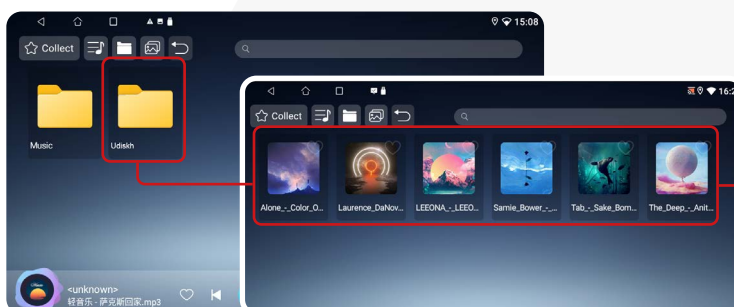 15:08
Collect
Music
Udiskh
<unknown>
轻音乐 - 萨克斯回家.mp3
16:2
Collect
Alone_-_Color_O...
Laurence_DaNov...
LEEONA_-_LEEO...
Samie_Bower_-_...
Tab_-_Sake_Bom...
The_Deep_-_Anit...